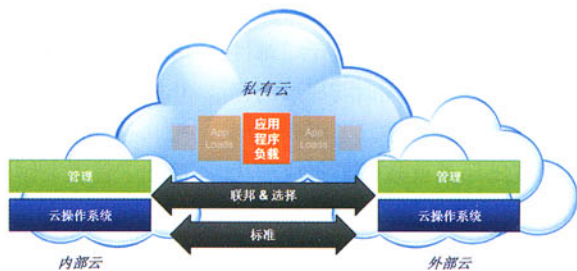 私有云
App
Loads
应用
程序
负载
App
Loads
管理
联邦 & 选择
管理
云操作系统
标准
云操作系统
内部云
外部云